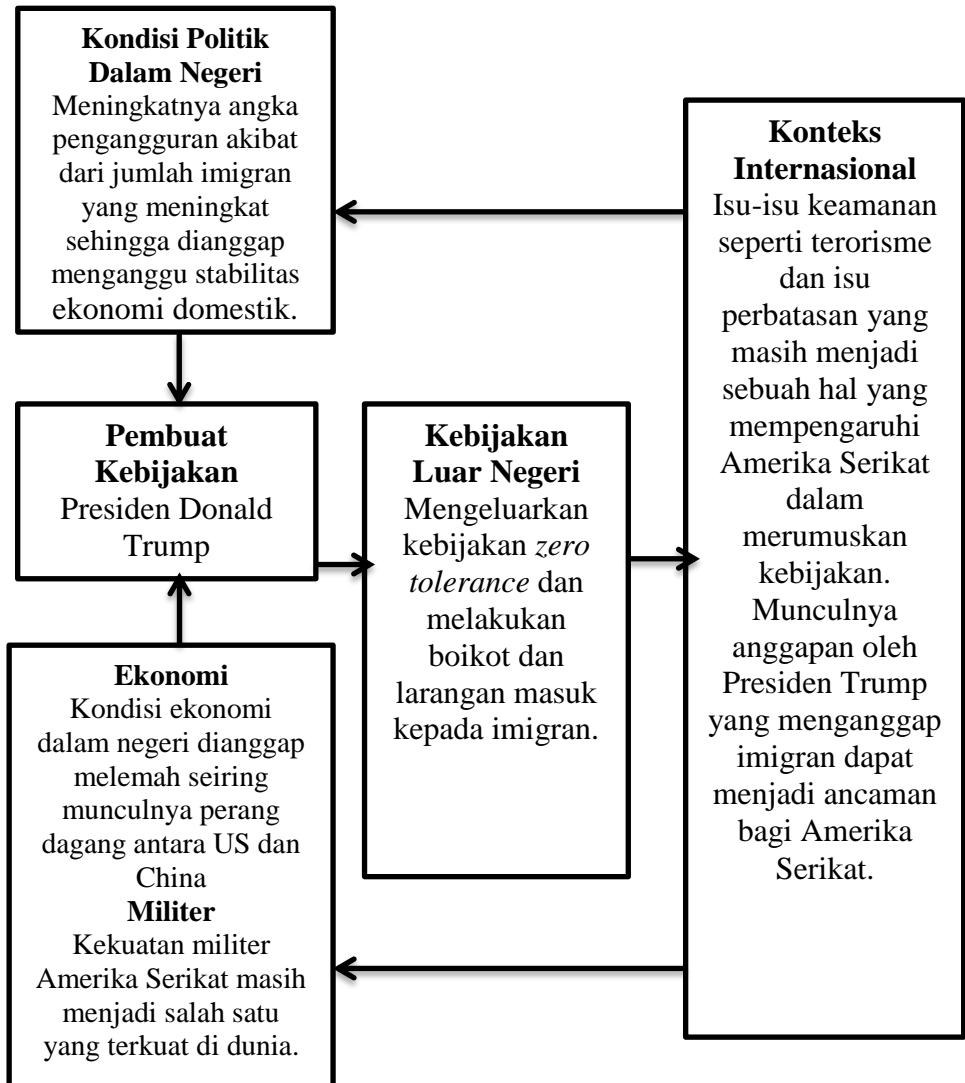 Kondisi Politik
Dalam Negeri
Meningkatnya angka
pengangguran akibat
dari jumlah imigran
yang meningkat
sehingga dianggap
menganggu stabilitas
ekonomi domestik.
Pembuat
Kebijakan
Presiden Donald
Trump
Ekonomi
Kondisi ekonomi
dalam negeri dianggap
melemah seiring
munculnya perang
dagang antara US dan
China
Militer
Kekuatan militer
Amerika Serikat masih
menjadi salah satu
yang terkuat di dunia.
Kebijakan
Luar Negeri
Mengeluarkan
kebijakan zero
tolerance dan
melakukan
boikot dan
larangan masuk
kepada imigran.
Konteks
Internasional
Isu-isu keamanan
seperti terorisme
dan isu
perbatasan yang
masih menjadi
sebuah hal yang
mempengaruhi
Amerika Serikat
dalam
merumuskan
kebijakan.
Munculnya
anggapan oleh
Presiden Trump
yang menganggap
imigran dapat
menjadi ancaman
bagi Amerika
Serikat.